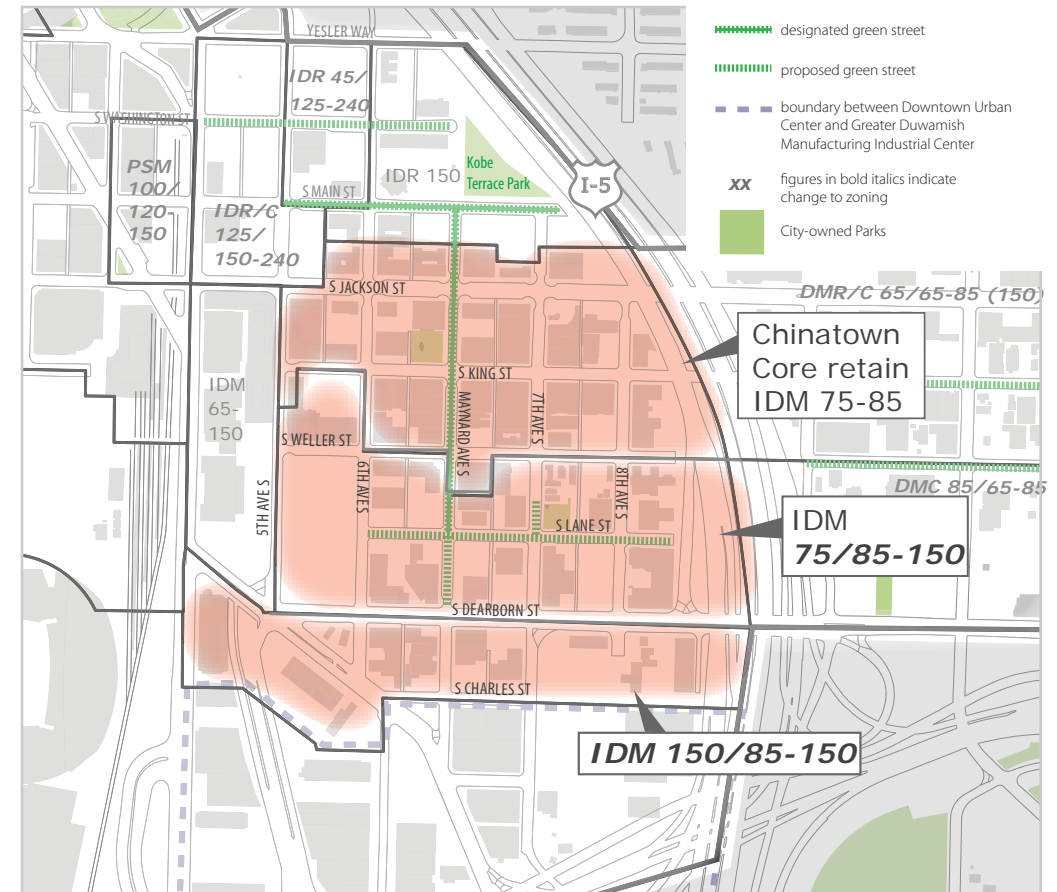 YESLER WAY
IDR 45/
125-240
S WASHINGTON ST
PSM
100/
120-
150
Kobe
Terrace Park
IDR 150
S MAIN ST
I-5
IDR/C
125/
150-240
S JACKSON ST
IDM
65-
150
S KING ST
MAYNARD AVE S
7TH AVE S
S WELLER ST
6TH AVE S
8TH AVE S
5TH AVE S
S LANE ST
S DEARBORN ST
S CHARLES ST
designated green street
proposed green street
boundary between Downtown Urban
Center and Greater Duwamish
Manufacturing Industrial Center
xx
figures in bold italics indicate
change to zoning
City-owned Parks
DMR/C 65/65-85 (150)
Chinatown
Core retain
IDM 75-85
DMC 85/65-85
IDM
75/85-150
IDM 150/85-150